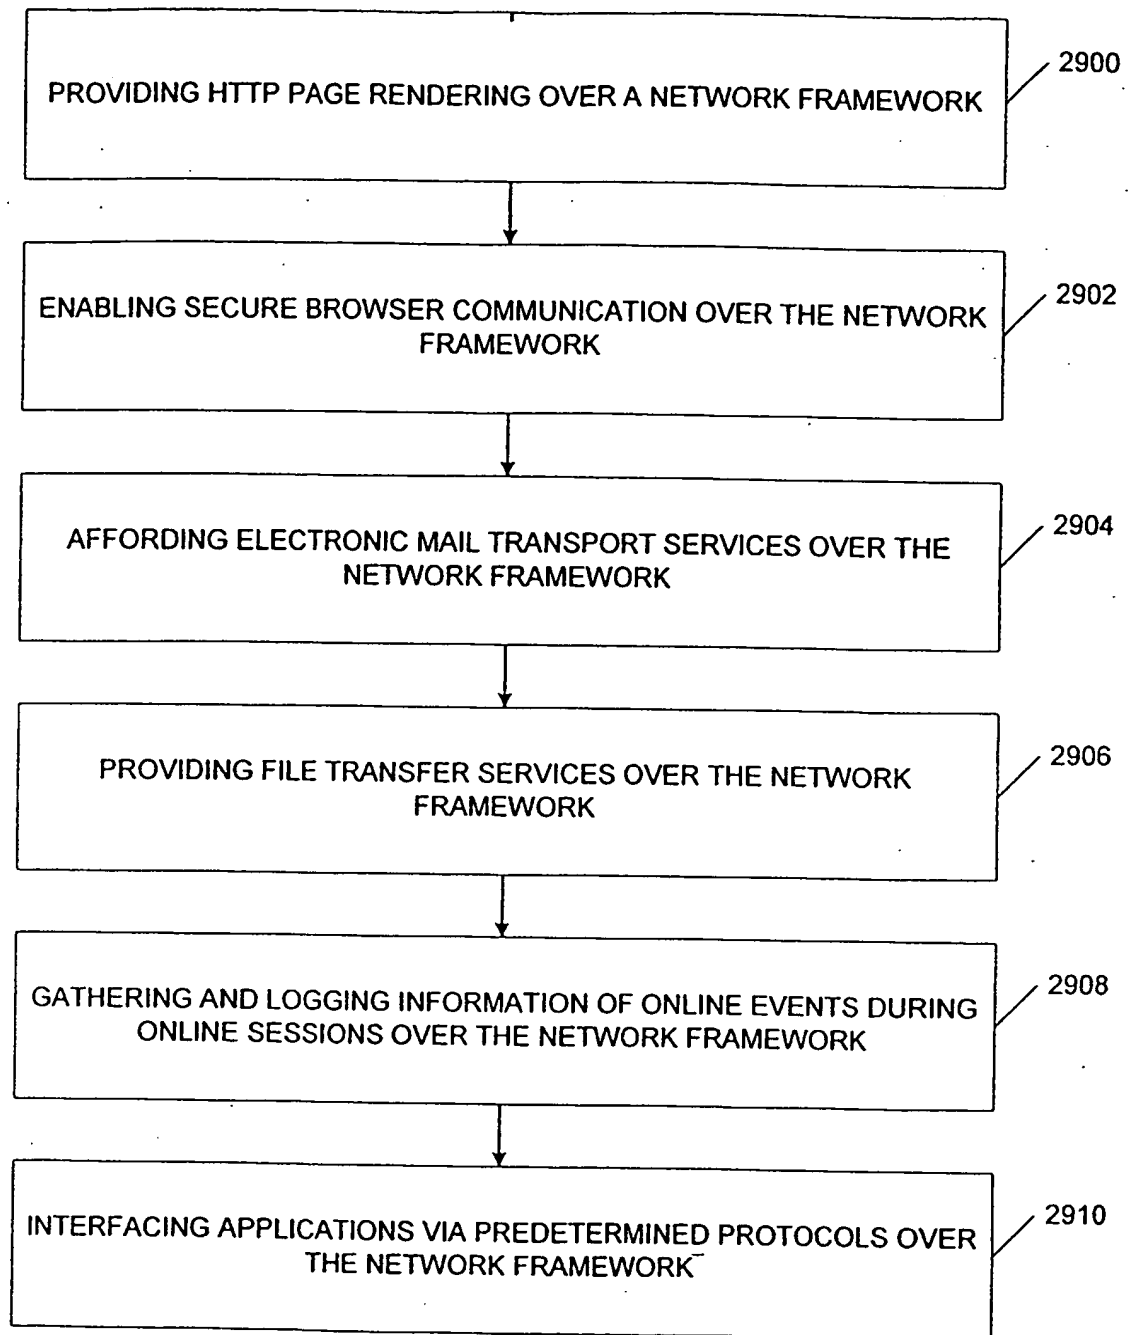 PROVIDING HTTP PAGE RENDERING OVER A NETWORK FRAMEWORK
2900
ENABLING SECURE BROWSER COMMUNICATION OVER THE NETWORK
FRAMEWORK
2902
AFFORDING ELECTRONIC MAIL TRANSPORT SERVICES OVER THE
NETWORK FRAMEWORK
2904
PROVIDING FILE TRANSFER SERVICES OVER THE NETWORK
FRAMEWORK
2906
GATHERING AND LOGGING INFORMATION OF ONLINE EVENTS DURING
ONLINE SESSIONS OVER THE NETWORK FRAMEWORK
2908
INTERFACING APPLICATIONS VIA PREDETERMINED PROTOCOLS OVER
THE NETWORK FRAMEWORK
2910